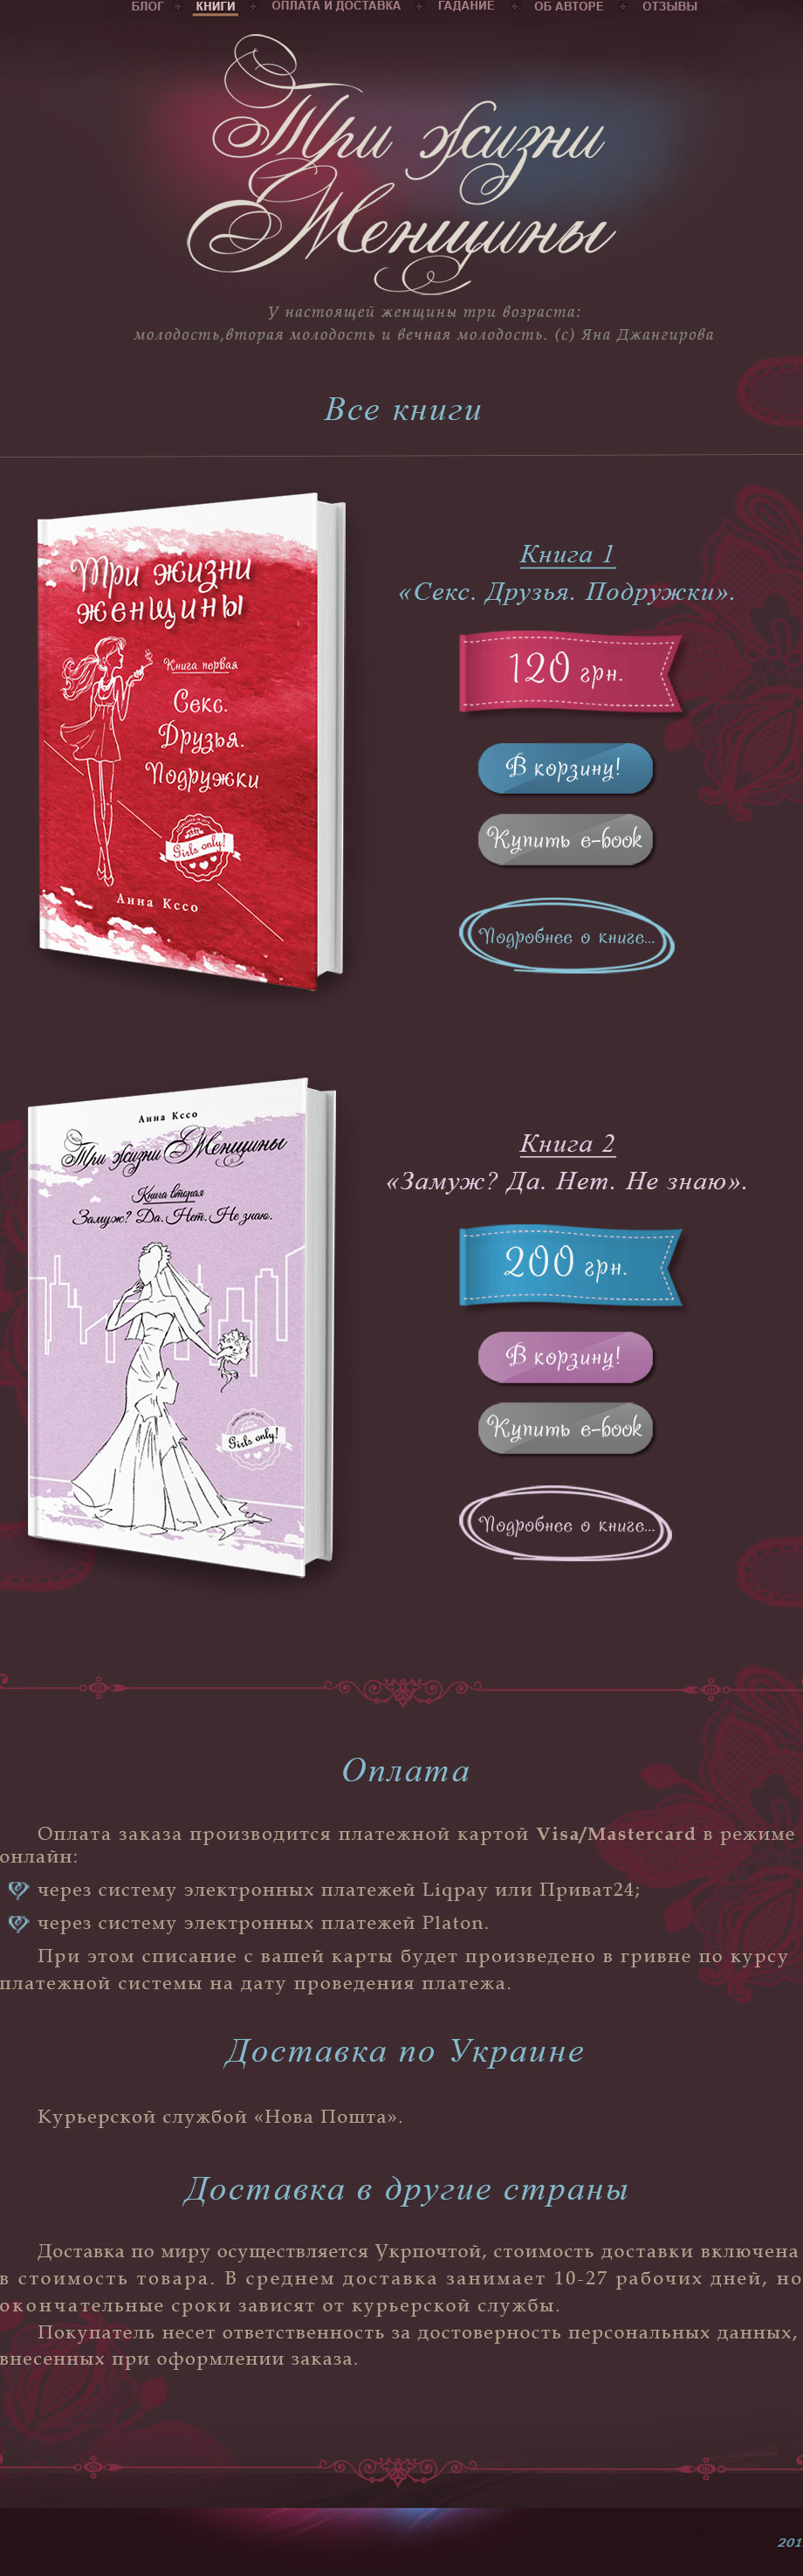 БЛОГ КНИГИ ОПЛАТА И ДОСТАВКА ГАДАНИЕ ОБ АВТОРЕ ОТЗЫВЫ
Три жизни
Женщины
У настоящей женщины три возраста:
молодость,вторая молодость и вечная молодость. (с) Яна Джангирова
Все книги
Три жизни
женщины
Книга первая
Секс.
Друзья.
Подружки
Girls only!
Анна Ксо
Книга 1
«Секс. Друзья. Подружки».
120 грн.
В корзину!
Купить e-book
Подробнее о книге...
Анна Ксо
Три жизни Женщины
Книга вторая
Замуж? Да. Нет. Не знаю.
Girls only!
Книга 2
«Замуж? Да. Нет. Не знаю».
200 грн.
В корзину!
Купить e-book
Подробнее о книге...
Оплата
Оплата заказа производится платежной картой Visa/Mastercard в режиме
онлайн:
через систему электронных платежей Liqpay или Приват24;
через систему электронных платежей Platon.
При этом списание с вашей карты будет произведено в гривне по курсу
платежной системы на дату проведения платежа.
Доставка по Украине
Курьерской службой «Нова Пошта».
Доставка в другие страны
Доставка по миру осуществляется Укрпочтой, стоимость доставки включена
в стоимость товара. В среднем доставка занимает 10-27 рабочих дней, но
окончательные сроки зависят от курьерской службы.
Покупатель несет ответственность за достоверность персональных данных,
внесенных при оформлении заказа.
201